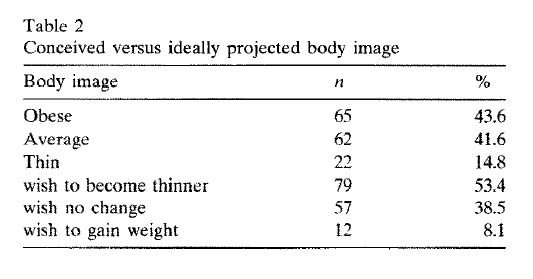 Table 2
Conceived versus ideally projected body image
Body image n %
Obese 65 43.6
Average 62 41.6
Thin 22 14.8
wish to become thinner 79 53.4
wish no change 57 38.5
wish to gain weight 12 8.1